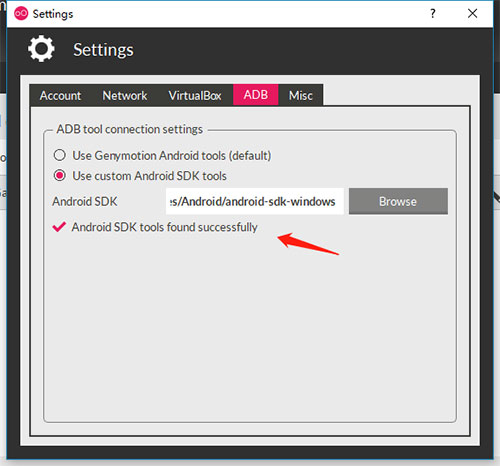 Settings
?
Settings
Account Network VirtualBox ADB Misc
ADB tool connection settings
Use Genymotion Android tools (default)
Use custom Android SDK tools
Android SDK es/Android/android-sdk-windows Browse
Android SDK tools found successfully